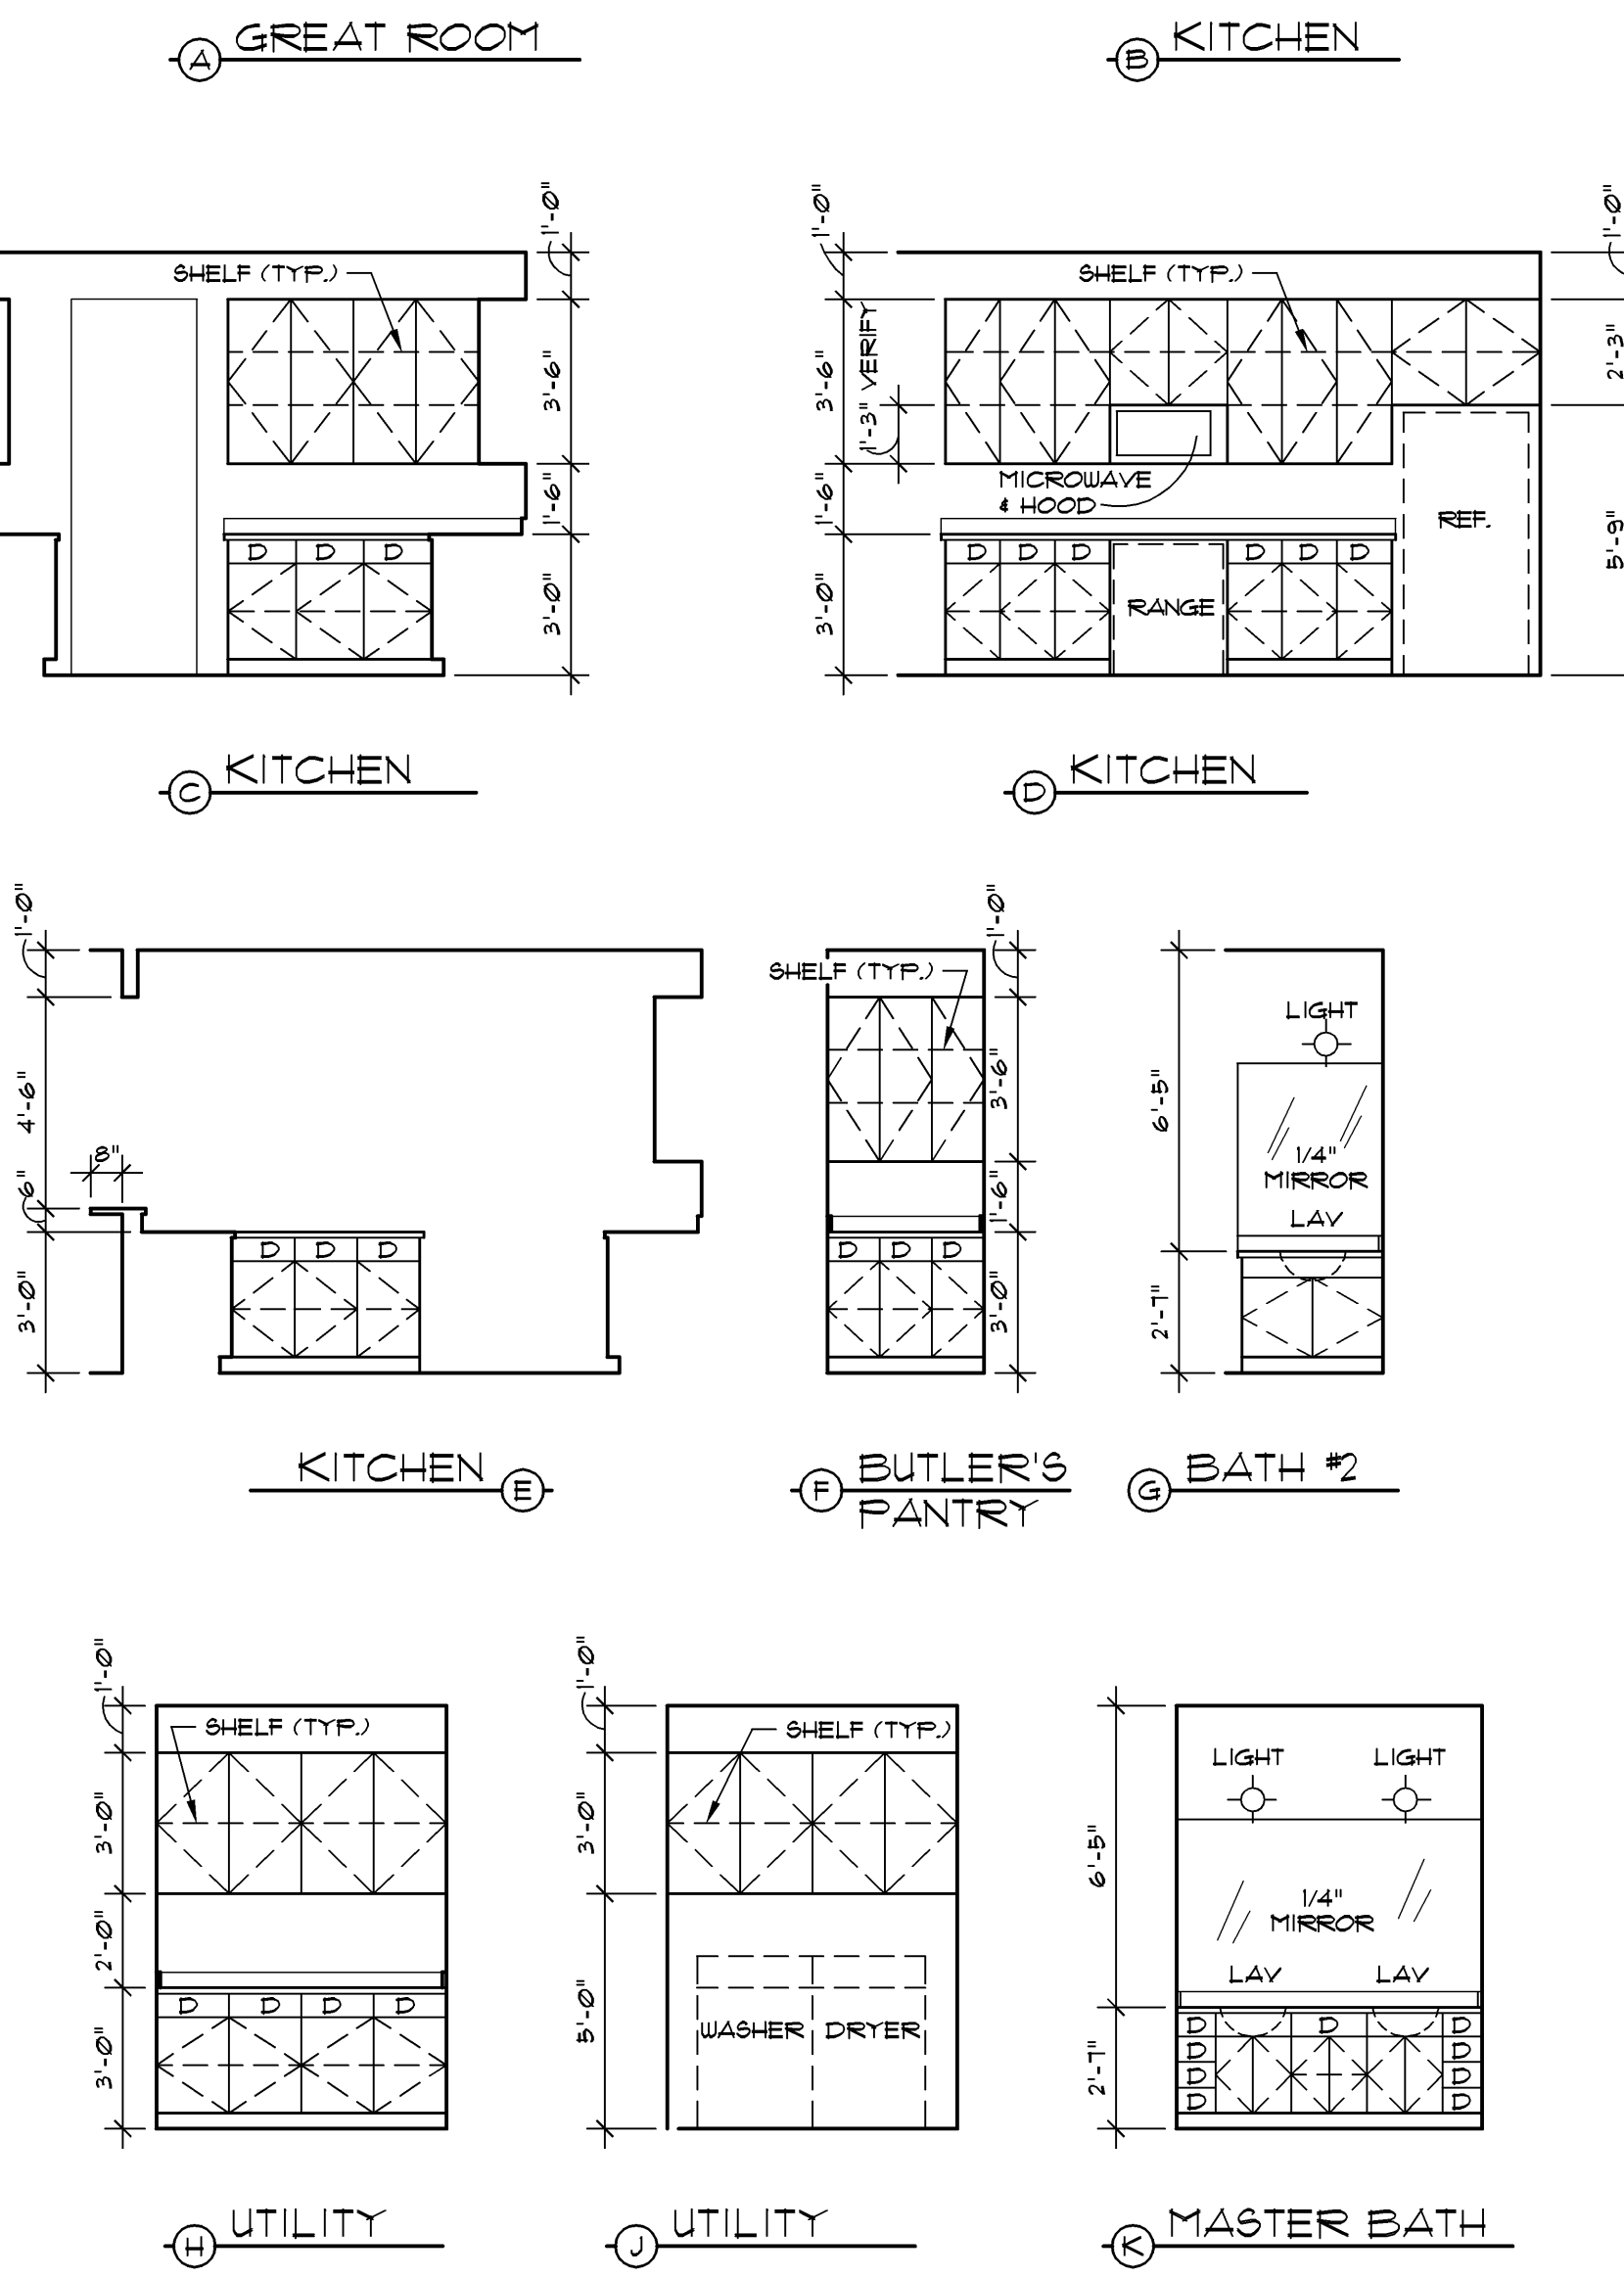 A GREAT ROOM
B KITCHEN
1'-0"
SHELF (TYP.)
3'-6"
1'-6"
3'-0"
D D D
1'-0"
3'-6"
1'-6"
3'-0"
1'-3" VERIFY
SHELF (TYP.)
MICROWAVE
& HOOD
REF.
D D D
RANGE
D D D
1'-0"
2'-3"
5'-9"
C KITCHEN
D KITCHEN
1'-0"
4'-6"
6"
3'-0"
8"
D D D
SHELF (TYP.)
1'-0"
3'-6"
1'-6"
3'-0"
D D D
6'-5"
2'-7"
LIGHT
1/4"
MIRROR
LAV
KITCHEN E
F BUTLER'S
PANTRY
G BATH #2
1'-0"
3'-0"
2'-0"
3'-0"
SHELF (TYP.)
D D D D
1'-0"
3'-0"
5'-0"
SHELF (TYP.)
WASHER DRYER
6'-5"
2'-7"
LIGHT LIGHT
1/4"
MIRROR
LAV LAV
D D D
D D
D D
D D
H UTILITY
J UTILITY
K MASTER BATH